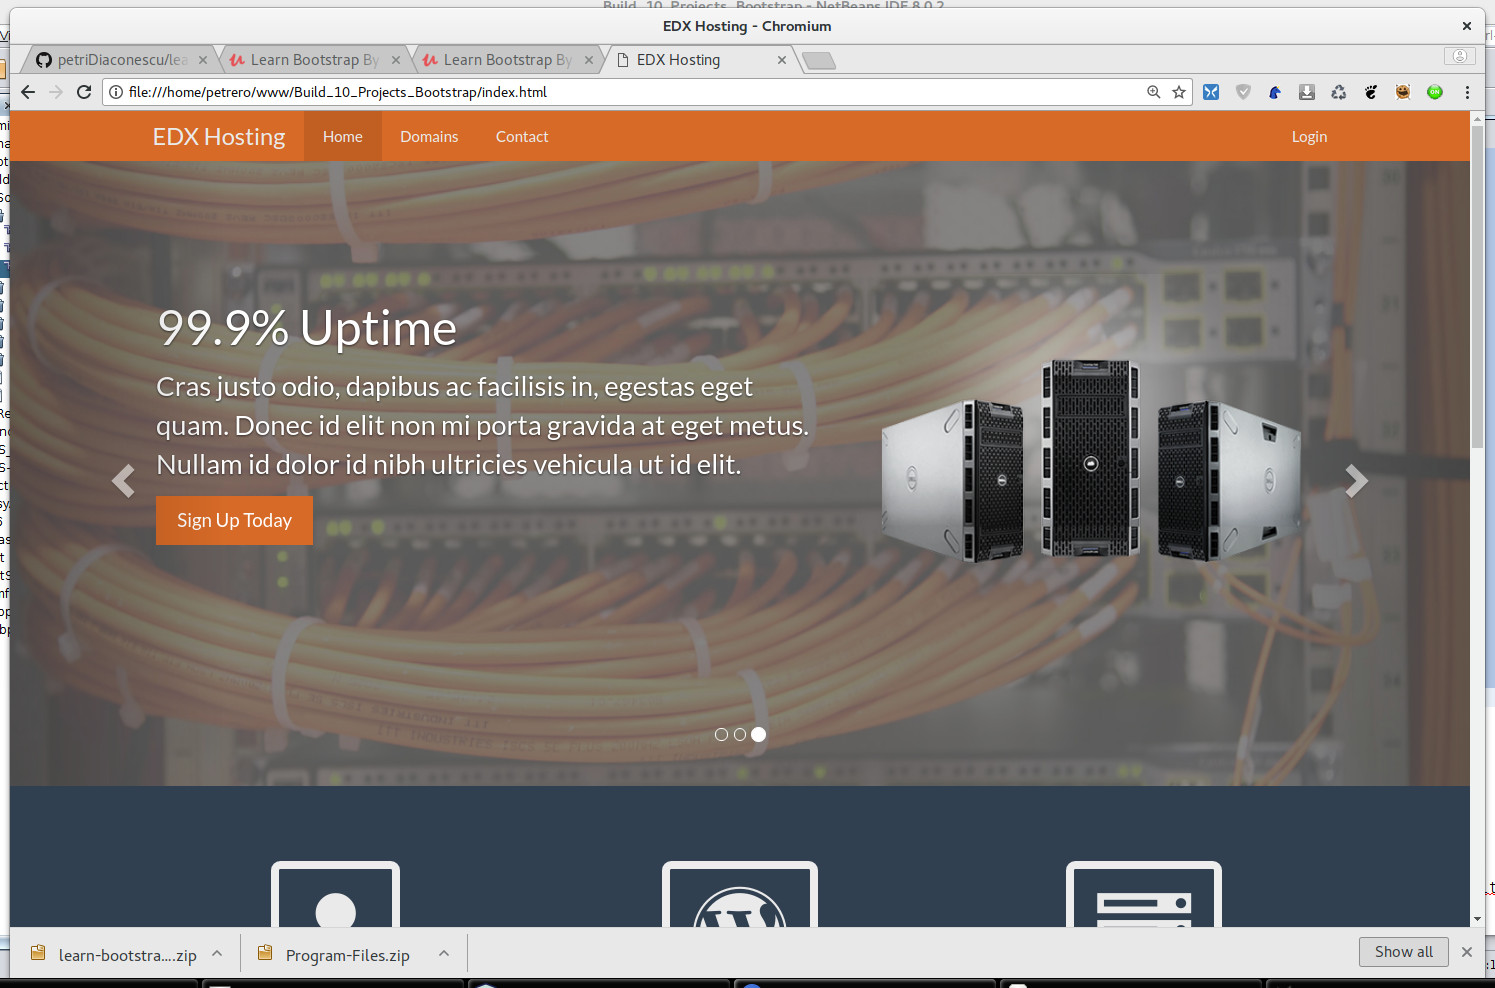 Build_10_Projects_Bootstrap - NetBeans IDE 8.0.2
EDX Hosting - Chromium
petriDiaconescu/lea
Learn Bootstrap By
Learn Bootstrap By
EDX Hosting
file:///home/petrero/www/Build_10_Projects_Bootstrap/index.html
EDX Hosting
Home
Domains
Contact
Login
99.9% Uptime
Cras justo odio, dapibus ac facilisis in, egestas eget
quam. Donec id elit non mi porta gravida at eget metus.
Nullam id dolor id nibh ultricies vehicula ut id elit.
Sign Up Today
learn-bootstra....zip
Program-Files.zip
Show all